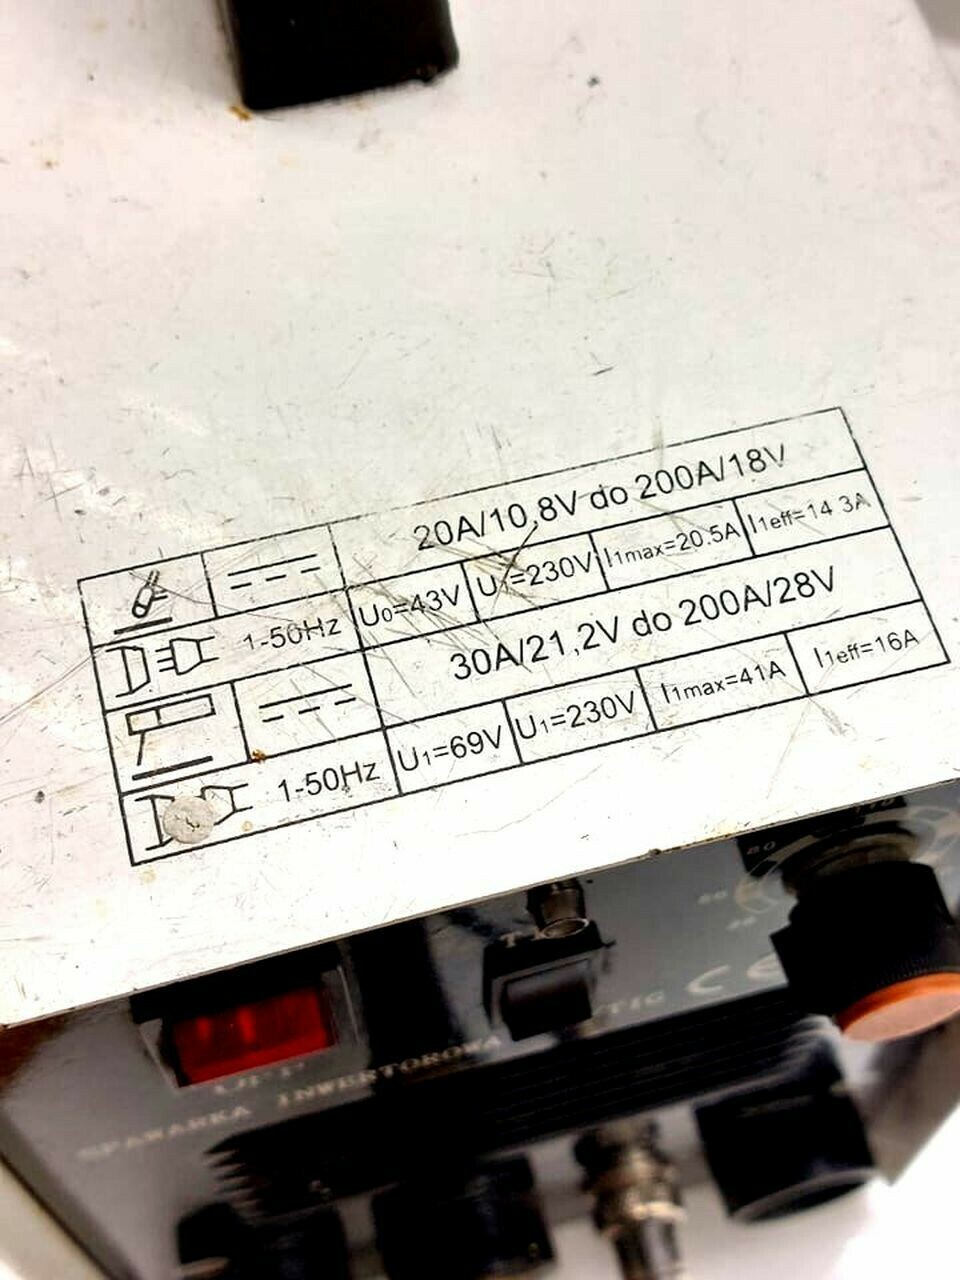 20A/10,8V do 200A/18V
1-50Hz U0=43V U1=230V I1max=20.5A I1eff=14 3A
30A/21,2V do 200A/28V
1-50Hz U1=69V U1=230V I1max=41A I1eff=16A
80
CE
SPAWARKA INWERTOROWA TIG